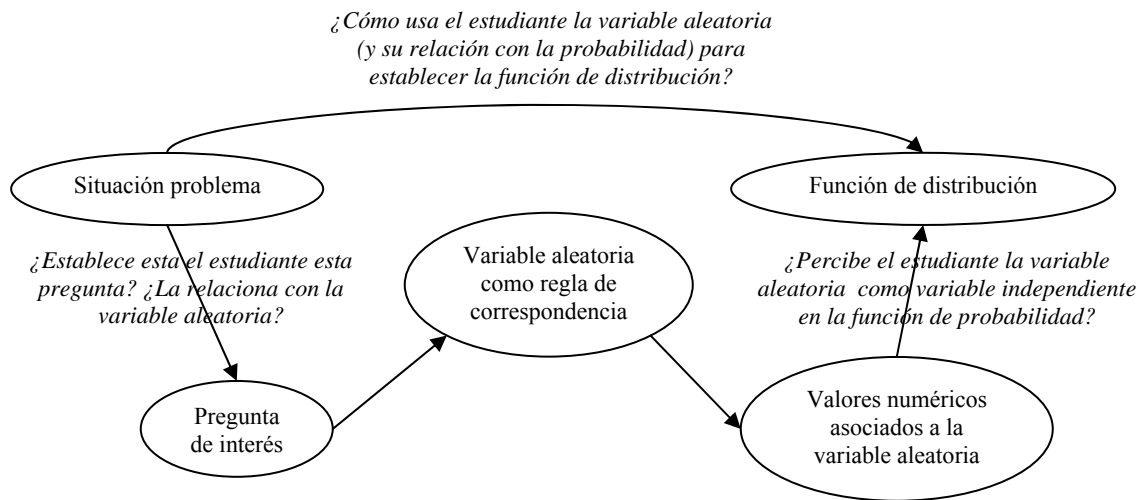 ¿Cómo usa el estudiante la variable aleatoria
(y su relación con la probabilidad) para
establecer la función de distribución?
Situación problema
Función de distribución
¿Establece esta el estudiante esta
pregunta? ¿La relaciona con la
variable aleatoria?
Variable aleatoria
como regla de
correspondencia
¿Percibe el estudiante la variable
aleatoria como variable independiente
en la función de probabilidad?
Pregunta
de interés
Valores numéricos
asociados a la
variable aleatoria